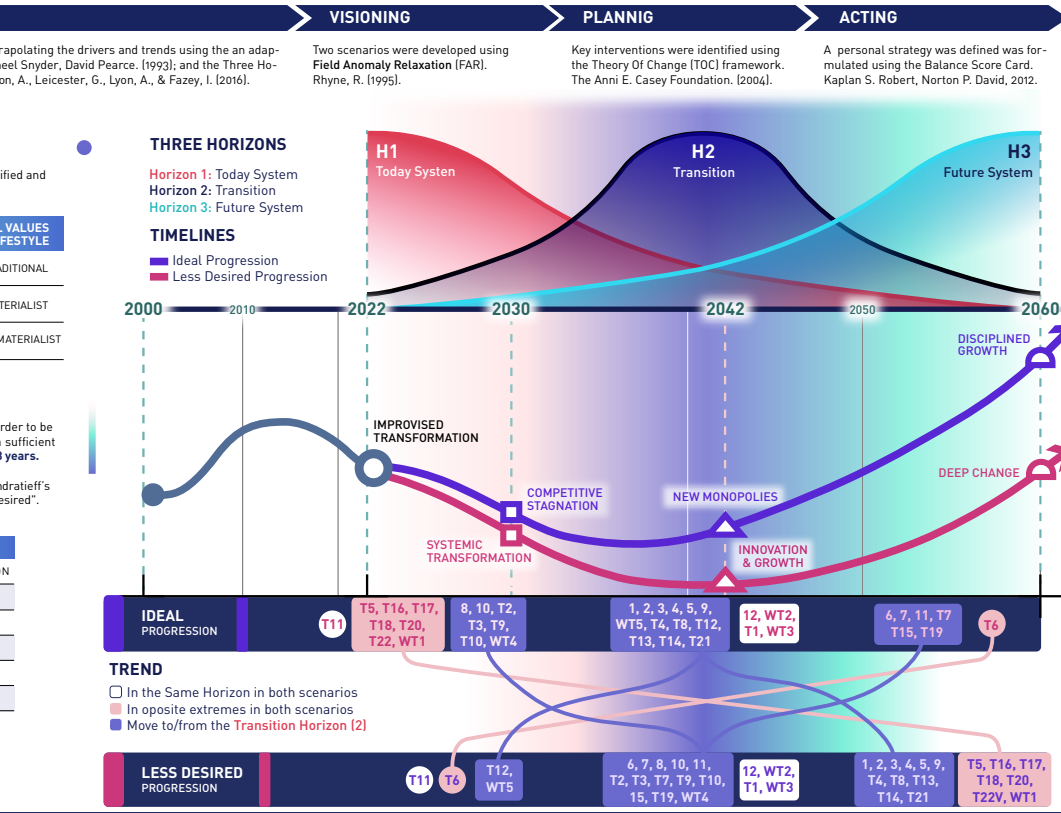 VISIONING
PLANNIG
ACTING
rapolating the drivers and trends using the an adap-
neel Snyder, David Pearce. (1993); and the Three Ho-
on, A., Leicester, G., Lyon, A., & Fazey, I. (2016).
Two scenarios were developed using
Field Anomaly Relaxation (FAR).
Rhyne, R. (1995).
Key interventions were identified using
the Theory Of Change (TOC) framework.
The Anni E. Casey Foundation. (2004).
A personal strategy was defined was for-
mulated using the Balance Score Card.
Kaplan S. Robert, Norton P. David, 2012.
ified and
L VALUES
FESTYLE
ADITIONAL
TERIALIST
MATERIALIST
order to be
sufficient
3 years.
ndratieff's
esired".
ON
THREE HORIZONS
Horizon 1: Today System
Horizon 2: Transition
Horizon 3: Future System
TIMELINES
Ideal Progression
Less Desired Progression
H1
Today Systen
H2
Transition
H3
Future System
2000
2010
2022
2030
2042
2050
2060
DISCIPLINED
GROWTH
IMPROVISED
TRANSFORMATION
DEEP CHANGE
COMPETITIVE
STAGNATION
NEW MONOPOLIES
SYSTEMIC
TRANSFORMATION
INNOVATION
& GROWTH
IDEAL
PROGRESSION
T11
T5, T16, T17,
T18, T20,
T22, WT1
8, 10, T2,
T3, T9,
T10, WT4
1, 2, 3, 4, 5, 9,
WT5, T4, T8, T12,
T13, T14, T21
12, WT2,
T1, WT3
6, 7, 11, T7
T15, T19
T6
TREND
In the Same Horizon in both scenarios
In oposite extremes in both scenarios
Move to/from the Transition Horizon (2)
LESS DESIRED
PROGRESSION
T11
T6
T12,
WT5
6, 7, 8, 10, 11,
T2, T3, T7, T9, T10,
15, T19, WT4
12, WT2,
T1, WT3
1, 2, 3, 4, 5, 9,
T4, T8, T13,
T14, T21
T5, T16, T17,
T18, T20,
T22V, WT1